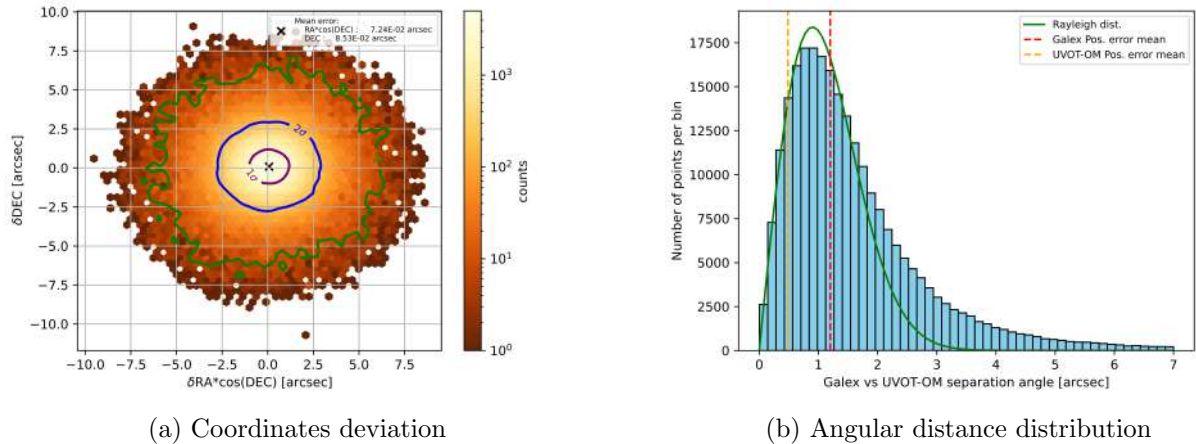 10.0
7.5
5.0
2.5
0.0
−2.5
−5.0
−7.5
−10.0
δDEC [arcsec]
Mean error:
RA*cos(DEC) : 7.24E-02 arcsec
DEC : 8.53E-02 arcsec
2σ
1σ
−10.0 −7.5 −5.0 −2.5 0.0 2.5 5.0 7.5
δRA*cos(DEC) [arcsec]
10³
10²
10¹
10⁰
counts
(a) Coordinates deviation
17500
15000
12500
10000
7500
5000
2500
0
Number of points per bin
Rayleigh dist.
Galex Pos. error mean
UVOT-OM Pos. error mean
0 1 2 3 4 5 6 7
Galex vs UVOT-OM separation angle [arcsec]
(b) Angular distance distribution